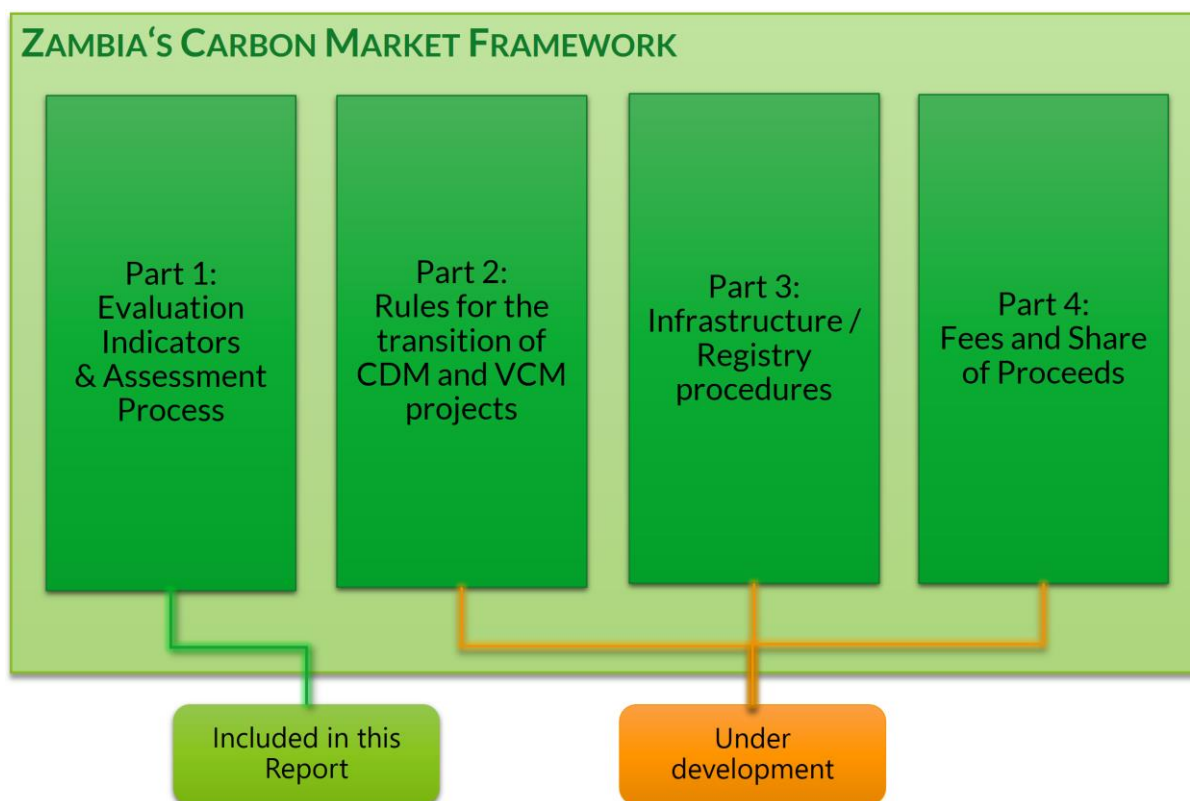 ZAMBIA‘S CARBON MARKET FRAMEWORK
Part 1:
Evaluation
Indicators
& Assessment
Process
Part 2:
Rules for the
transition of
CDM and VCM
projects
Part 3:
Infrastructure /
Registry
procedures
Part 4:
Fees and Share
of Proceeds
Included in this
Report
Under
development